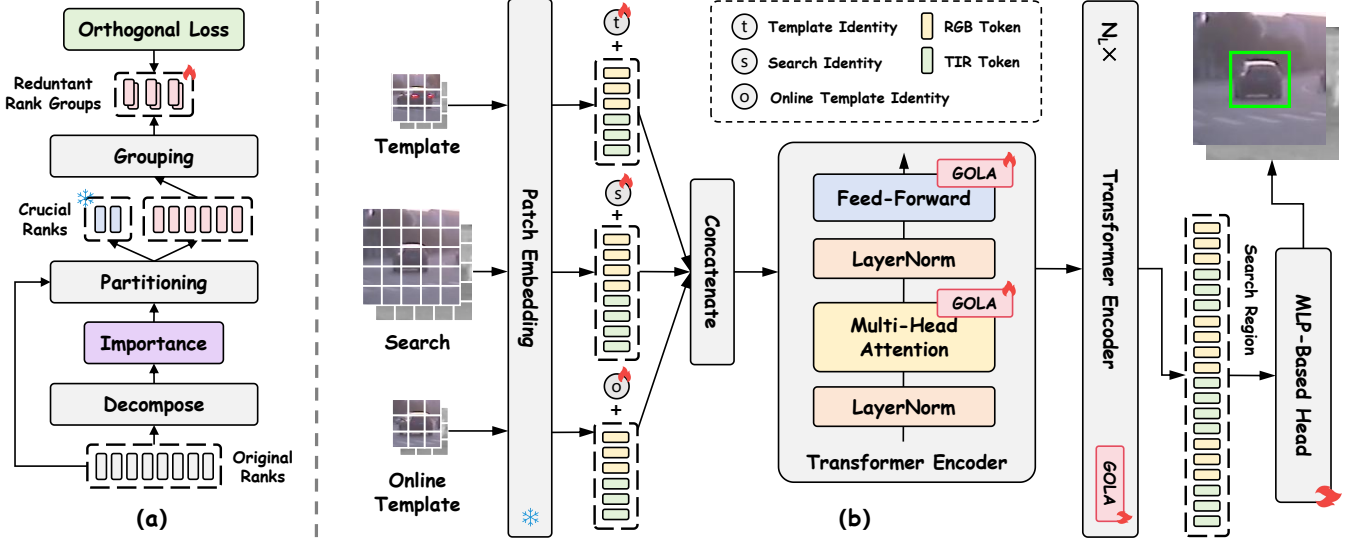 Orthogonal Loss
Reduntant
Rank Groups
Grouping
Crucial
Ranks
Partitioning
Importance
Decompose
Original
Ranks
(a)
Template
Search
Online
Template
Patch Embedding
t
+
s
+
o
+
Concatenate
t Template Identity
s Search Identity
o Online Template Identity
RGB Token
TIR Token
GOLA
Feed-Forward
LayerNorm
GOLA
Multi-Head
Attention
LayerNorm
Transformer Encoder
(b)
N_L×
Transformer Encoder
GOLA
Search Region
MLP-Based Head